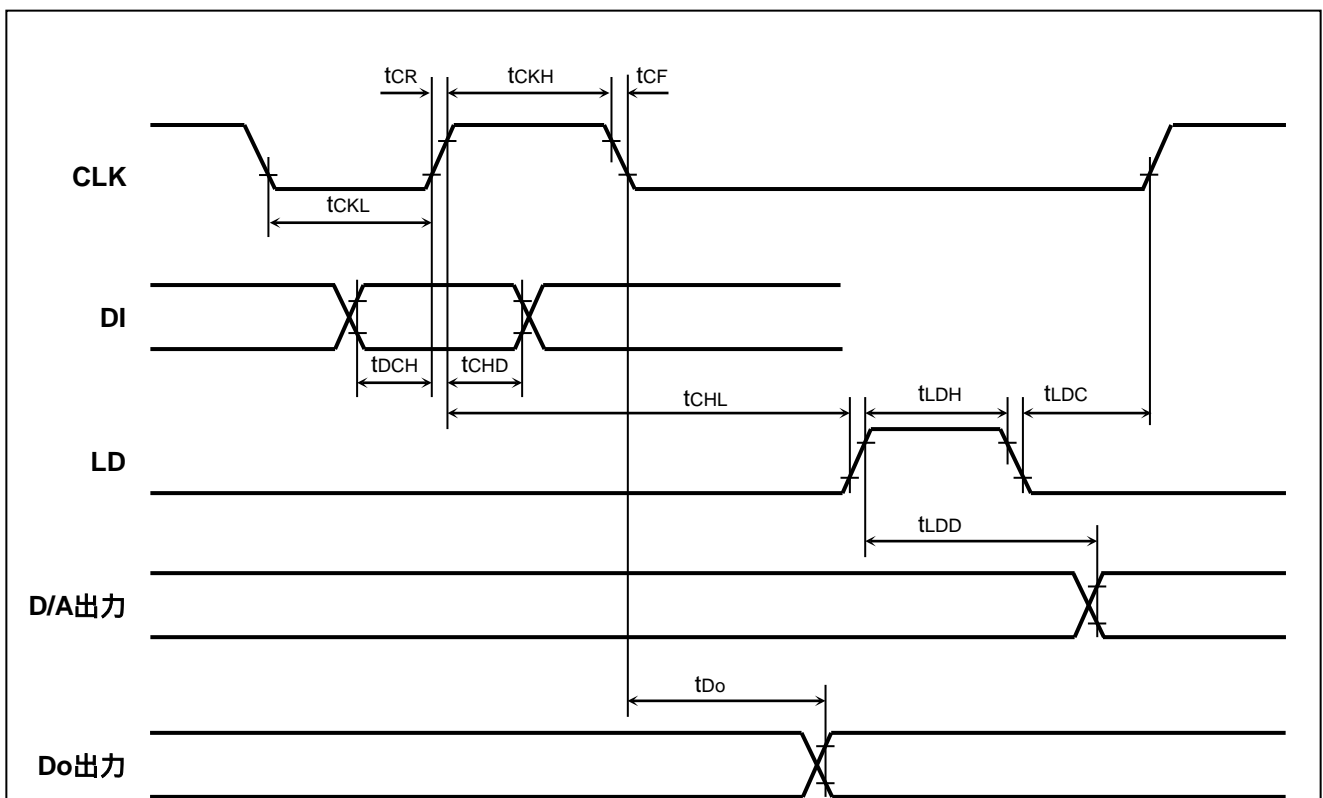 tCR tCKH tCF
CLK
tCKL
DI
tDCH tCHD
tCHL tLDH tLDC
LD
tLDD
D/A出力
tDo
Do出力